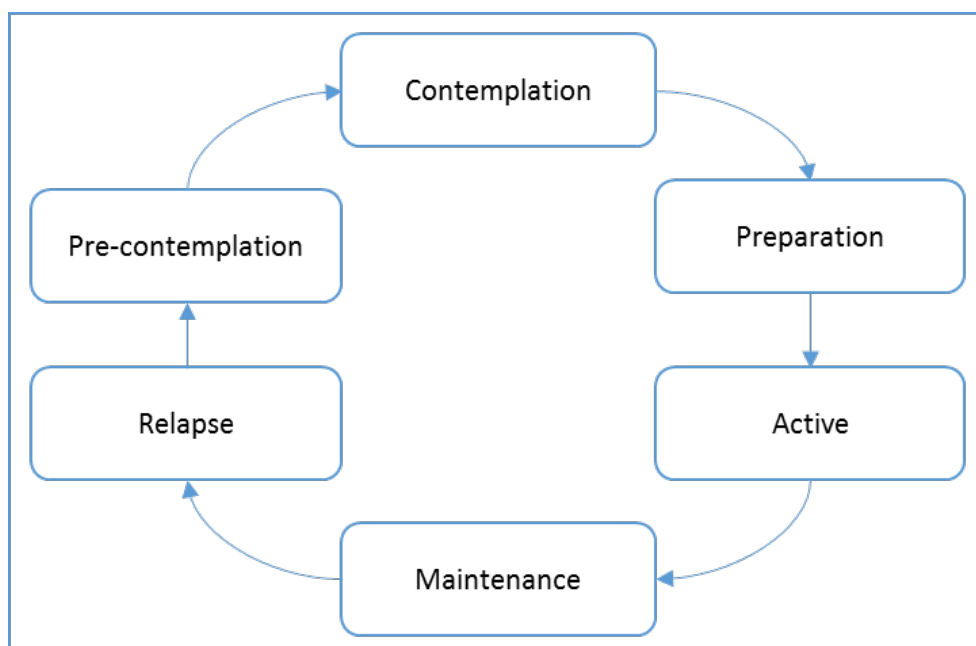 Contemplation
Preparation
Active
Maintenance
Relapse
Pre-contemplation